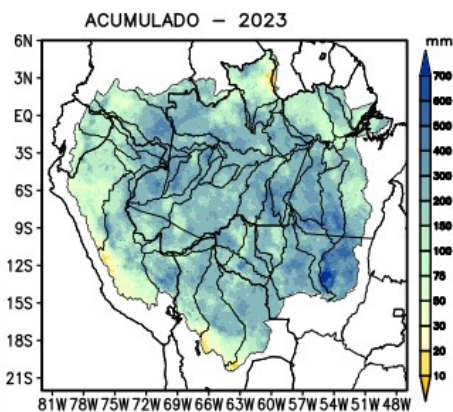 ACUMULADO – 2023
mm
6N
3N
EQ
3S
6S
9S
12S
15S
18S
21S
700
600
400
300
200
150
100
75
50
30
20
10
81W 78W 75W 72W 69W 66W 63W 60W 57W 54W 51W 48W